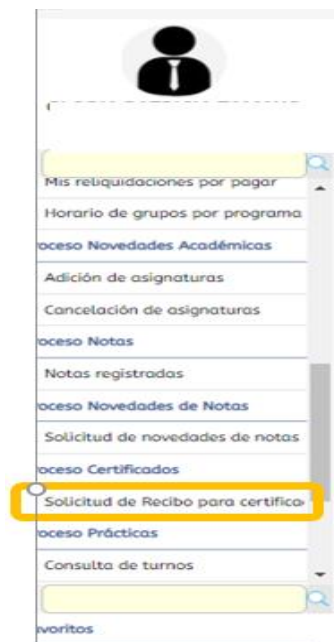 Mis reliquidaciones por pagar
Horario de grupos por programa
oceso Novedades Académicas
Adición de asignaturas
Cancelación de asignaturas
oceso Notas
Notas registradas
oceso Novedades de Notas
Solicitud de novedades de notas
oceso Certificados
Solicitud de Recibo para certifica
oceso Prácticas
Consulta de turnos
avoritos